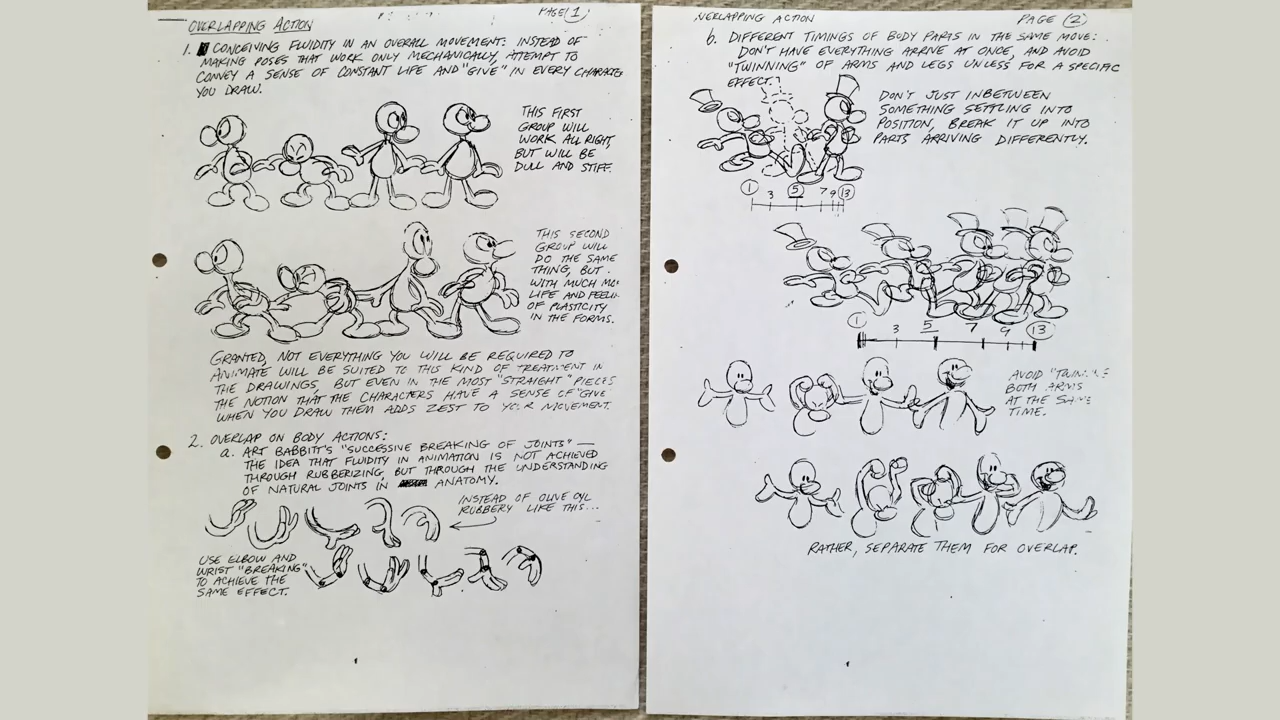 OVERLAPPING ACTION
PAGE (1)
1. CONCEIVING FLUIDITY IN AN OVERALL MOVEMENT: INSTEAD OF
MAKING POSES THAT WORK ONLY MECHANICALLY, ATTEMPT TO
CONVEY A SENSE OF CONSTANT LIFE AND "GIVE" IN EVERY CHARACTE
YOU DRAW.
THIS FIRST
GROUP WILL
WORK ALL RIGHT,
BUT WILL BE
DULL AND STIFF.
THIS SECOND
GROUP WILL
DO THE SAME
THING, BUT
WITH MUCH MO
LIFE AND FEELIN
OF PLASTICITY
IN THE FORMS.
GRANTED, NOT EVERYTHING YOU WILL BE REQUIRED TO
ANIMATE WILL BE SUITED TO THIS KIND OF TREATMENT IN
THE DRAWINGS, BUT EVEN IN THE MOST "STRAIGHT" PIECES
THE NOTION THAT THE CHARACTERS HAVE A SENSE OF "GIVE
WHEN YOU DRAW THEM ADDS ZEST TO YOUR MOVEMENT.
2. OVERLAP ON BODY ACTIONS:
a. ART BABBITT'S "SUCCESSIVE BREAKING OF JOINTS" —
THE IDEA THAT FLUIDITY IN ANIMATION IS NOT ACHIEVED
THROUGH RUBBERIZING, BUT THROUGH THE UNDERSTANDING
OF NATURAL JOINTS IN ANATOMY.
INSTEAD OF OLIVE OYL
RUBBERY LIKE THIS...
USE ELBOW AND
WRIST "BREAKING"
TO ACHIEVE THE
SAME EFFECT.
VERLAPPING ACTION
PAGE (2)
b. DIFFERENT TIMINGS OF BODY PARTS IN THE SAME MOVE:
DON'T HAVE EVERYTHING ARRIVE AT ONCE, AND AVOID
"TWINNING" OF ARMS AND LEGS UNLESS FOR A SPECIFIC
EFFECT.
DON'T JUST INBETWEEN
SOMETHING SETTLING INTO
POSITION, BREAK IT UP INTO
PARTS ARRIVING DIFFERENTLY.
1 3 5 7 9 13
1 3 5 7 9 13
AVOID "TWINNING
BOTH ARMS
AT THE SAME
TIME.
RATHER, SEPARATE THEM FOR OVERLAP.